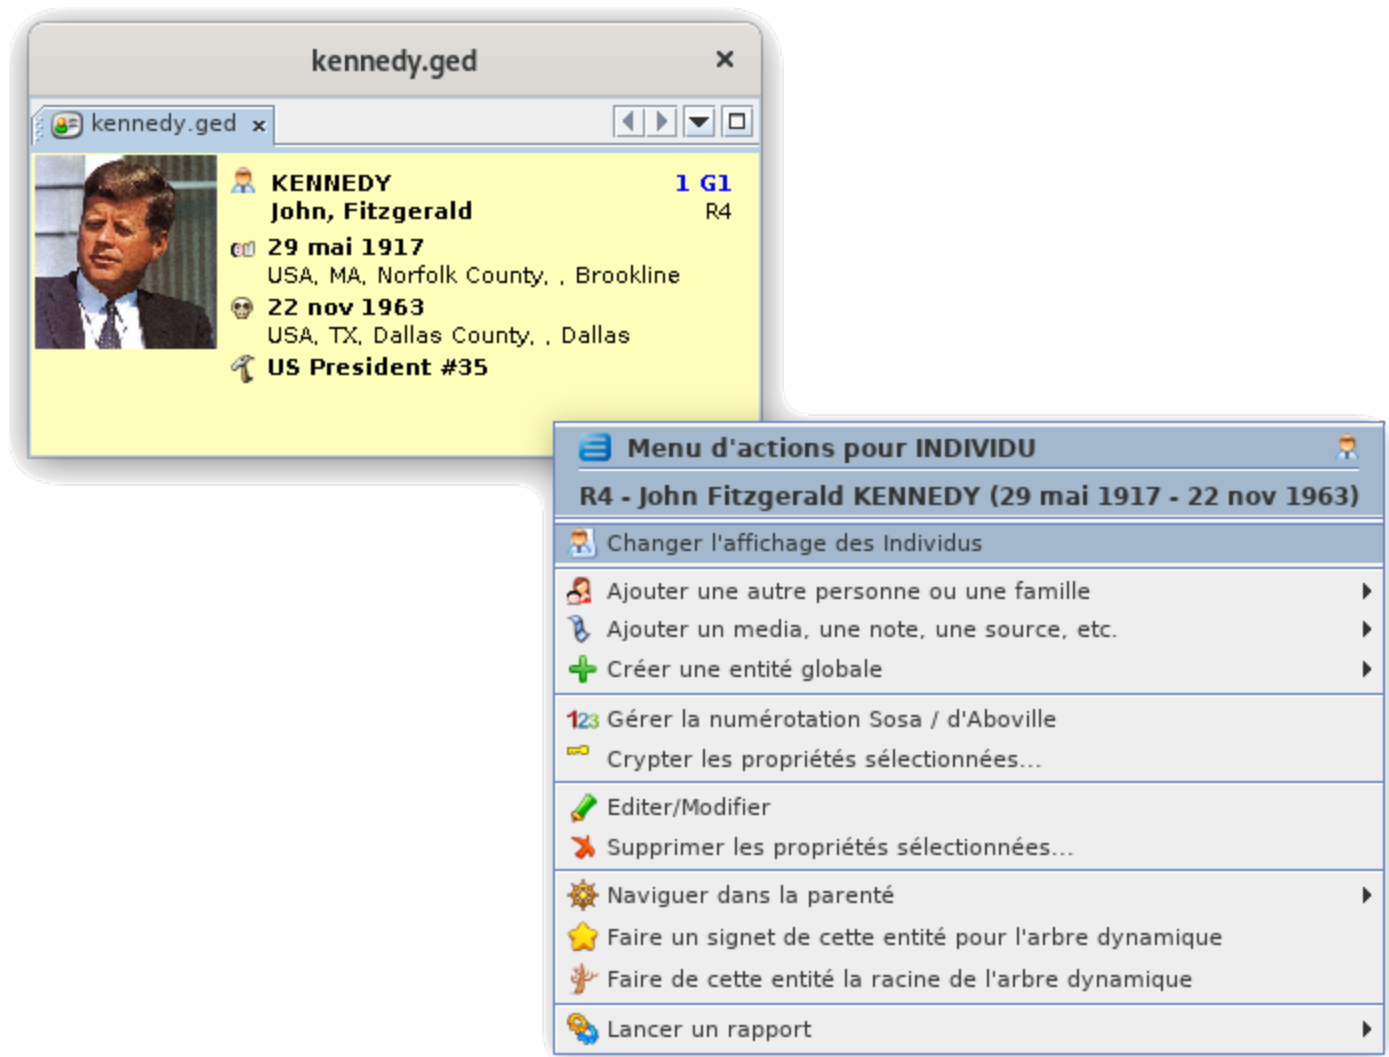 kennedy.ged
kennedy.ged
KENNEDY 1 G1
John, Fitzgerald R4
29 mai 1917
USA, MA, Norfolk County, , Brookline
22 nov 1963
USA, TX, Dallas County, , Dallas
US President #35
Menu d'actions pour INDIVIDU
R4 - John Fitzgerald KENNEDY (29 mai 1917 - 22 nov 1963)
Changer l'affichage des Individus
Ajouter une autre personne ou une famille
Ajouter un media, une note, une source, etc.
Créer une entité globale
123 Gérer la numérotation Sosa / d'Aboville
Crypter les propriétés sélectionnées...
Editer/Modifier
Supprimer les propriétés sélectionnées...
Naviguer dans la parenté
Faire un signet de cette entité pour l'arbre dynamique
Faire de cette entité la racine de l'arbre dynamique
Lancer un rapport